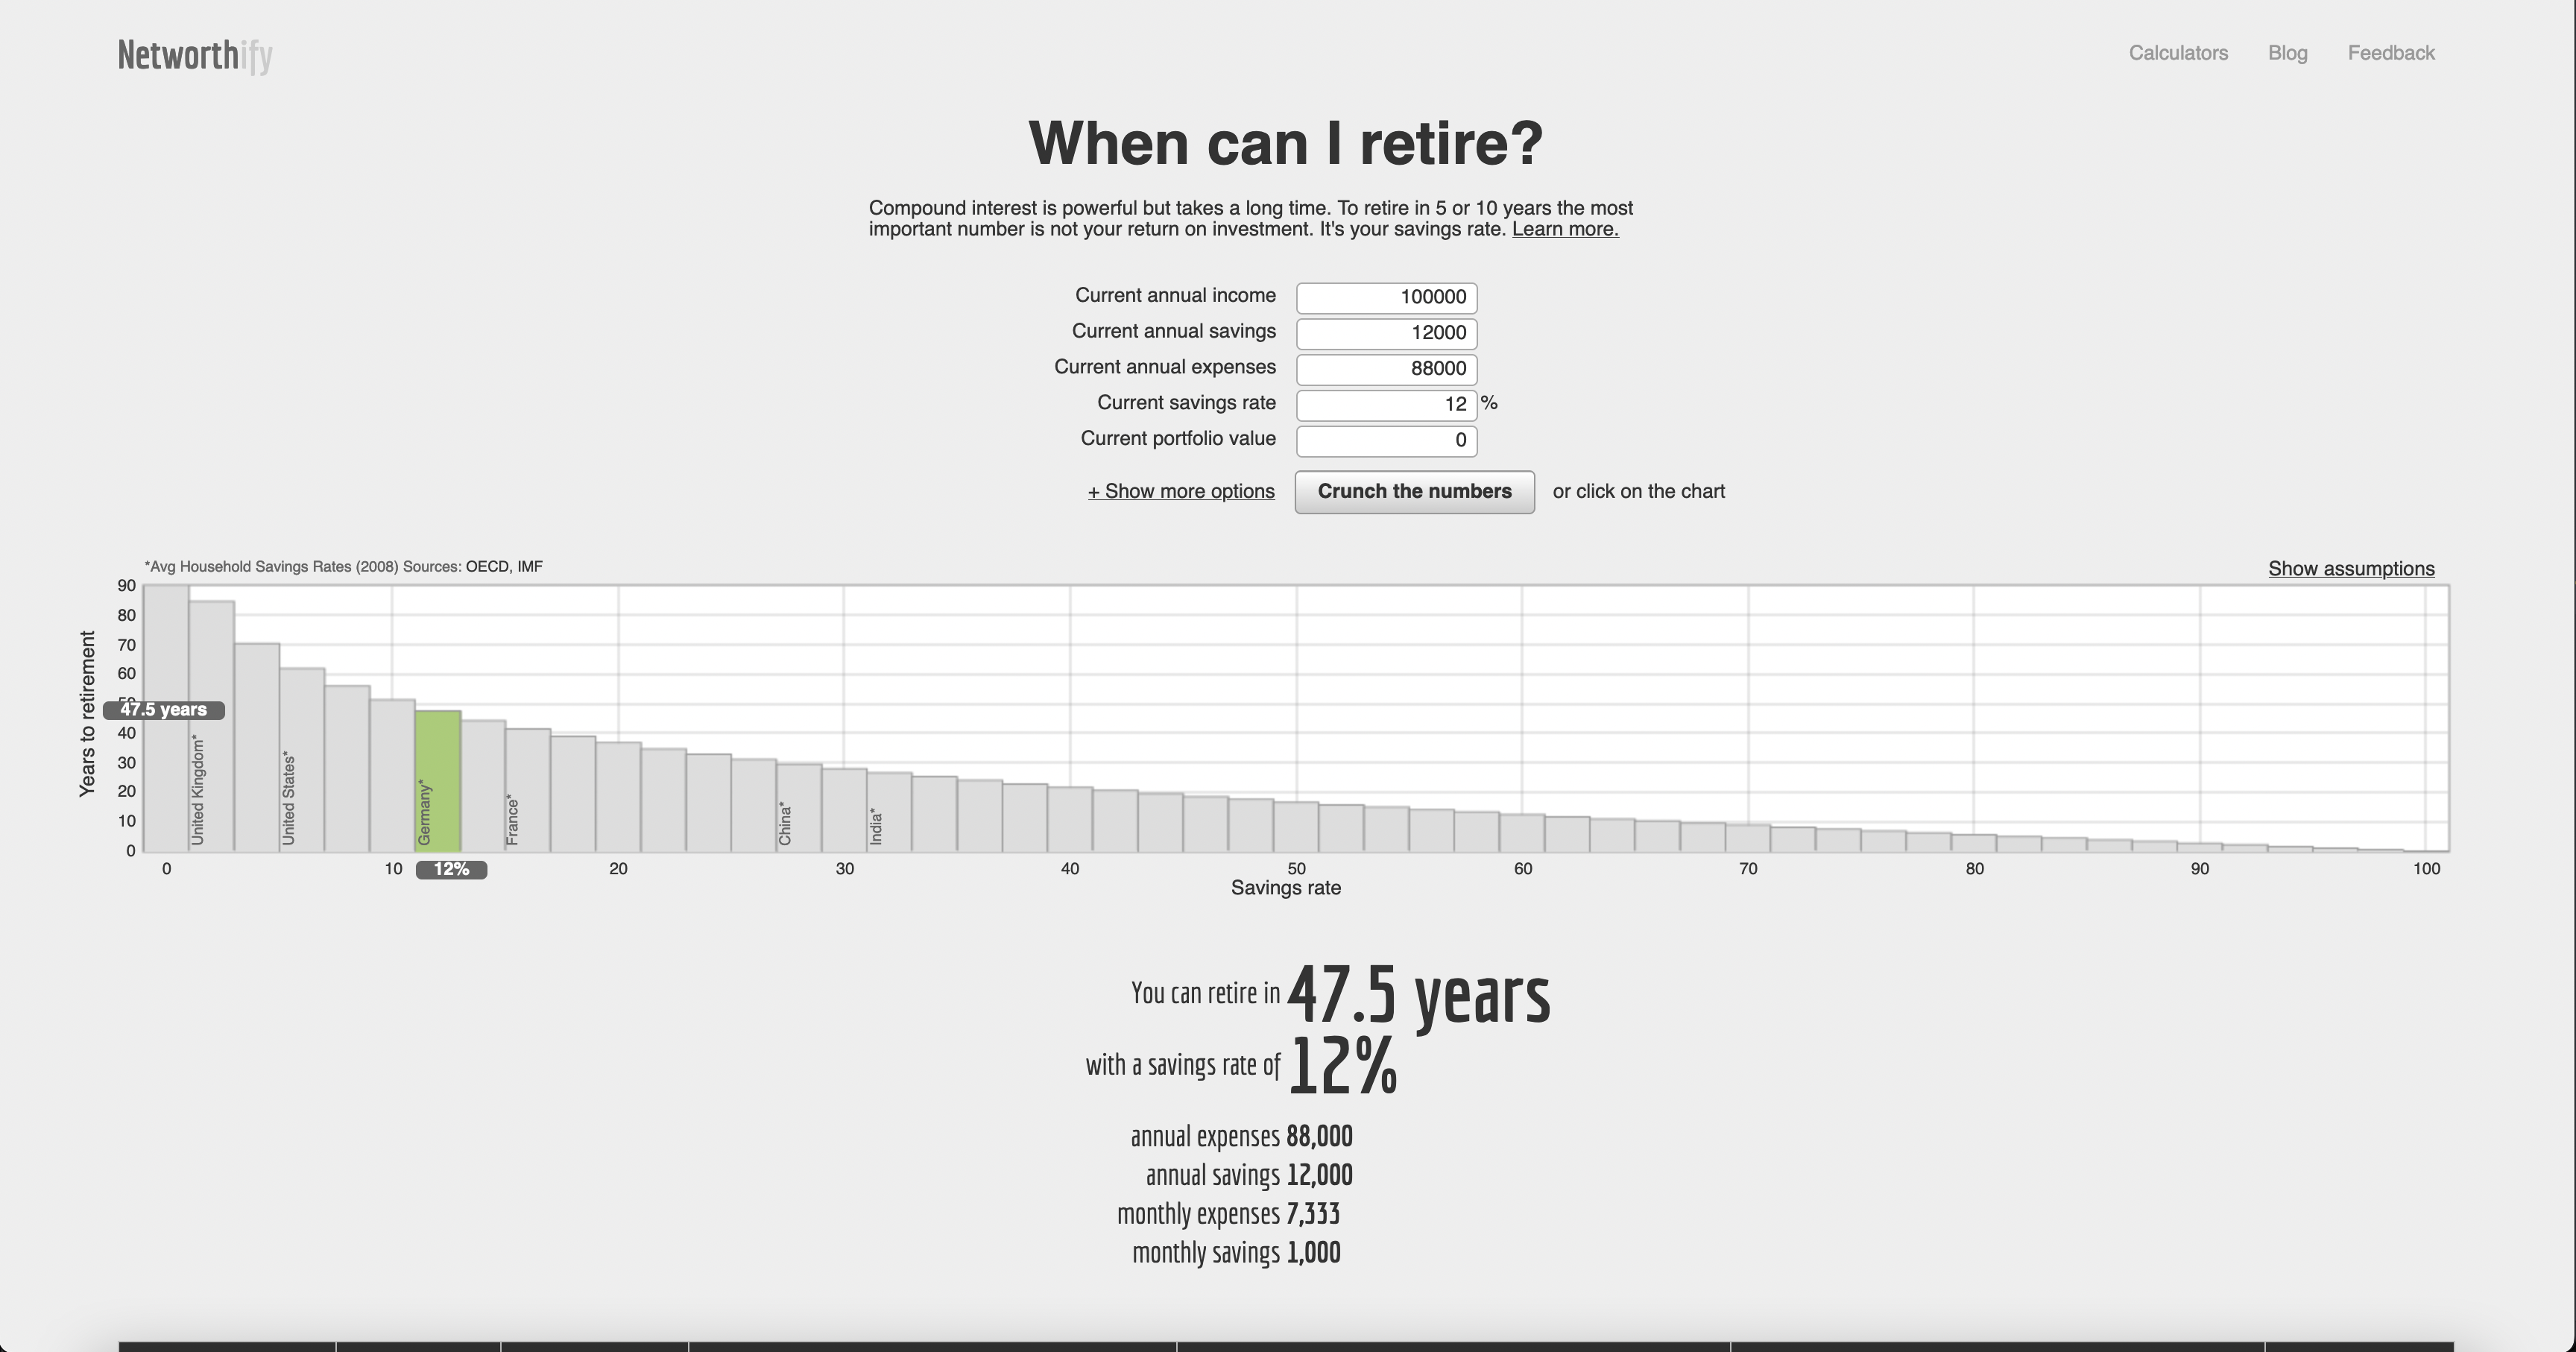 Networthify
Calculators Blog Feedback
When can I retire?
Compound interest is powerful but takes a long time. To retire in 5 or 10 years the most
important number is not your return on investment. It's your savings rate. Learn more.
Current annual income 100000
Current annual savings 12000
Current annual expenses 88000
Current savings rate 12 %
Current portfolio value 0
+ Show more options Crunch the numbers or click on the chart
*Avg Household Savings Rates (2008) Sources: OECD, IMF
Show assumptions
Years to retirement
90
80
70
60
47.5 years
40
30
20
10
0
United Kingdom*
United States*
Germany*
France*
China*
India*
0 10 12% 20 30 40 50 60 70 80 90 100
Savings rate
You can retire in 47.5 years
with a savings rate of 12%
annual expenses 88,000
annual savings 12,000
monthly expenses 7,333
monthly savings 1,000